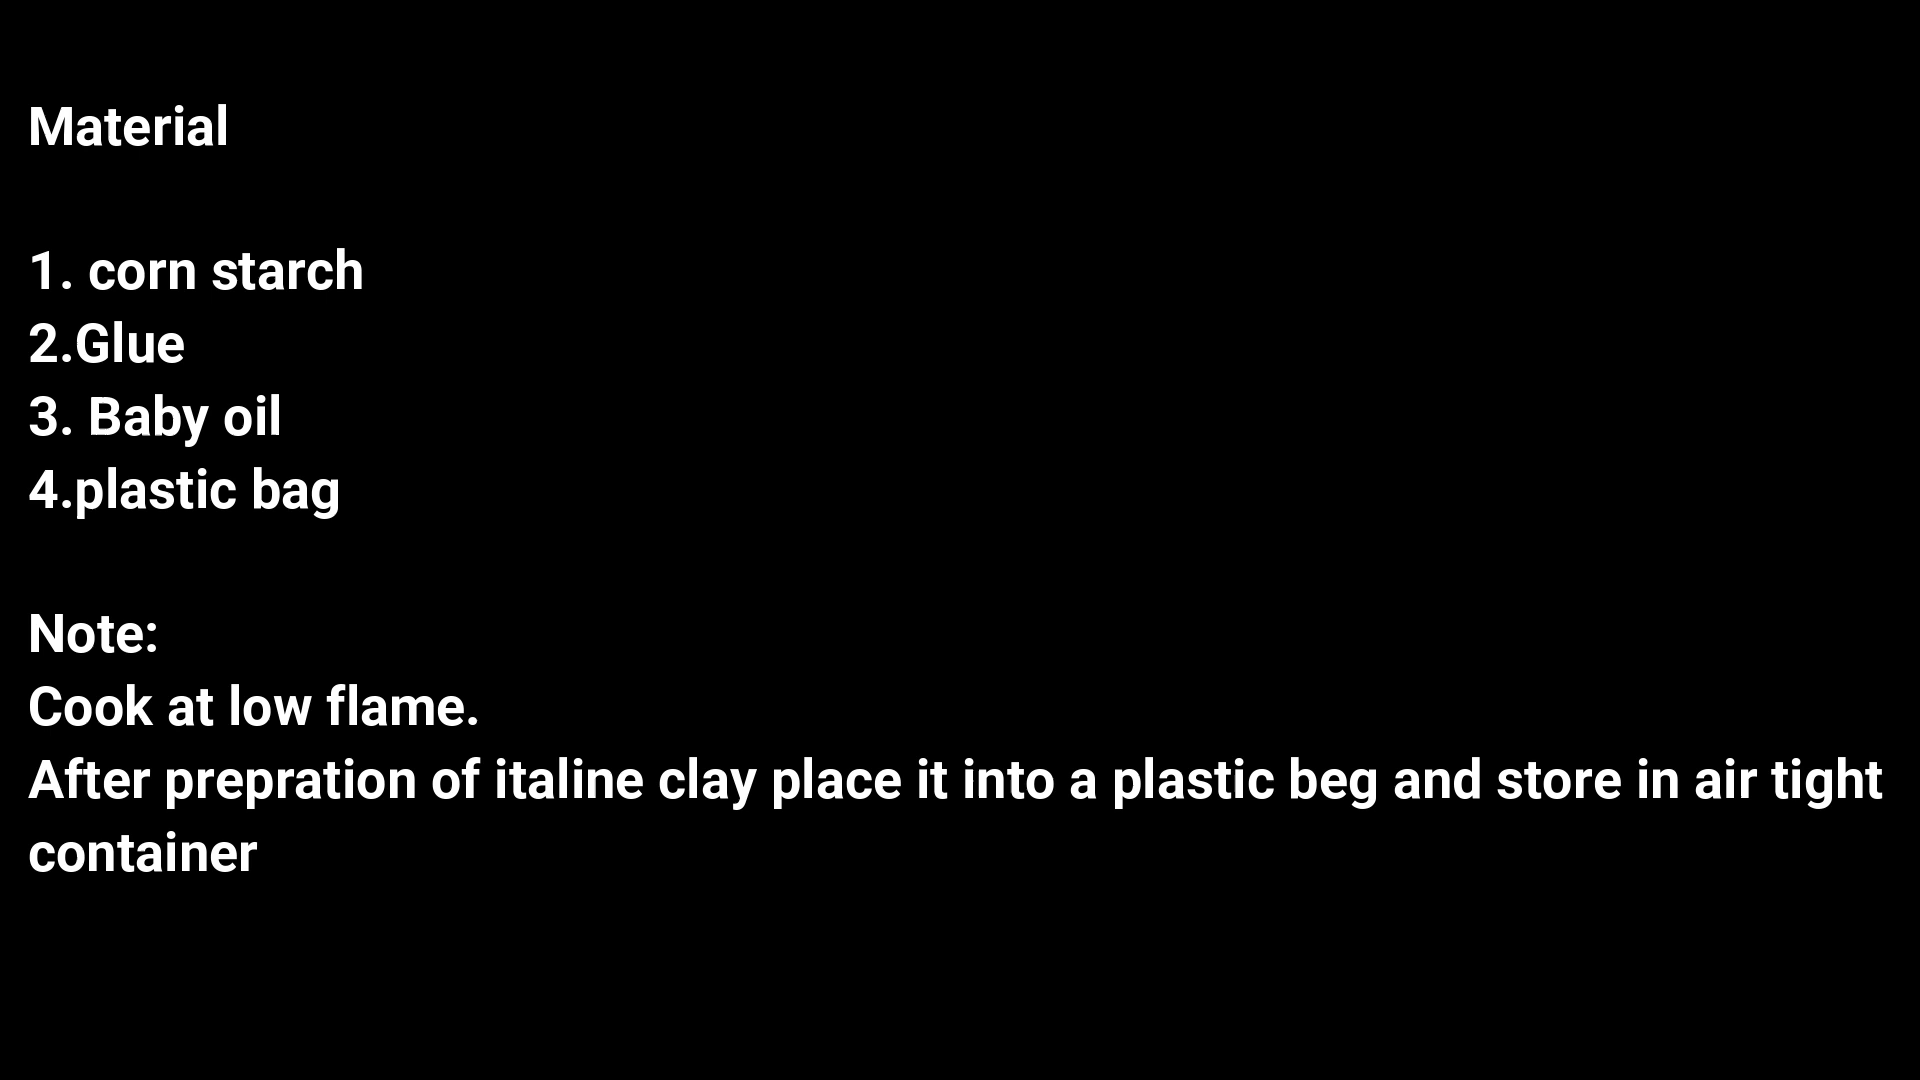 Material
1. corn starch
2.Glue
3. Baby oil
4.plastic bag
Note:
Cook at low flame.
After prepration of italine clay place it into a plastic beg and store in air tight
container